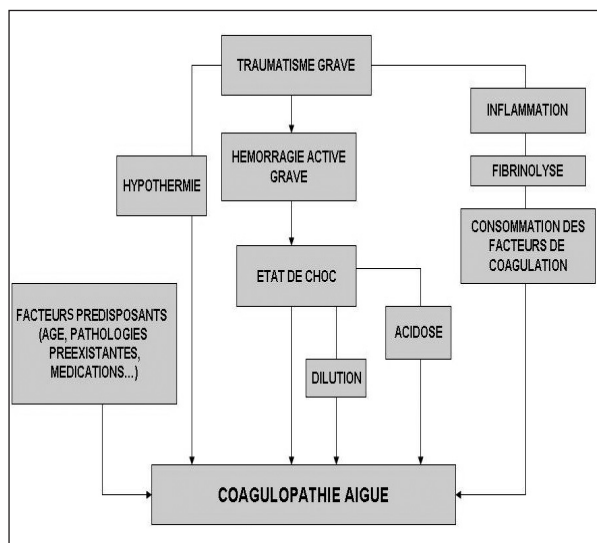 TRAUMATISME GRAVE
INFLAMMATION
HEMORRAGIE ACTIVE
GRAVE
HYPOTHERMIE
FIBRINOLYSE
CONSOMMATION DES
FACTEURS DE
COAGULATION
ETAT DE CHOC
FACTEURS PREDISPOSANTS
(AGE, PATHOLOGIES
PREEXISTANTES,
MEDICATIONS...)
ACIDOSE
DILUTION
COAGULOPATHIE AIGUE